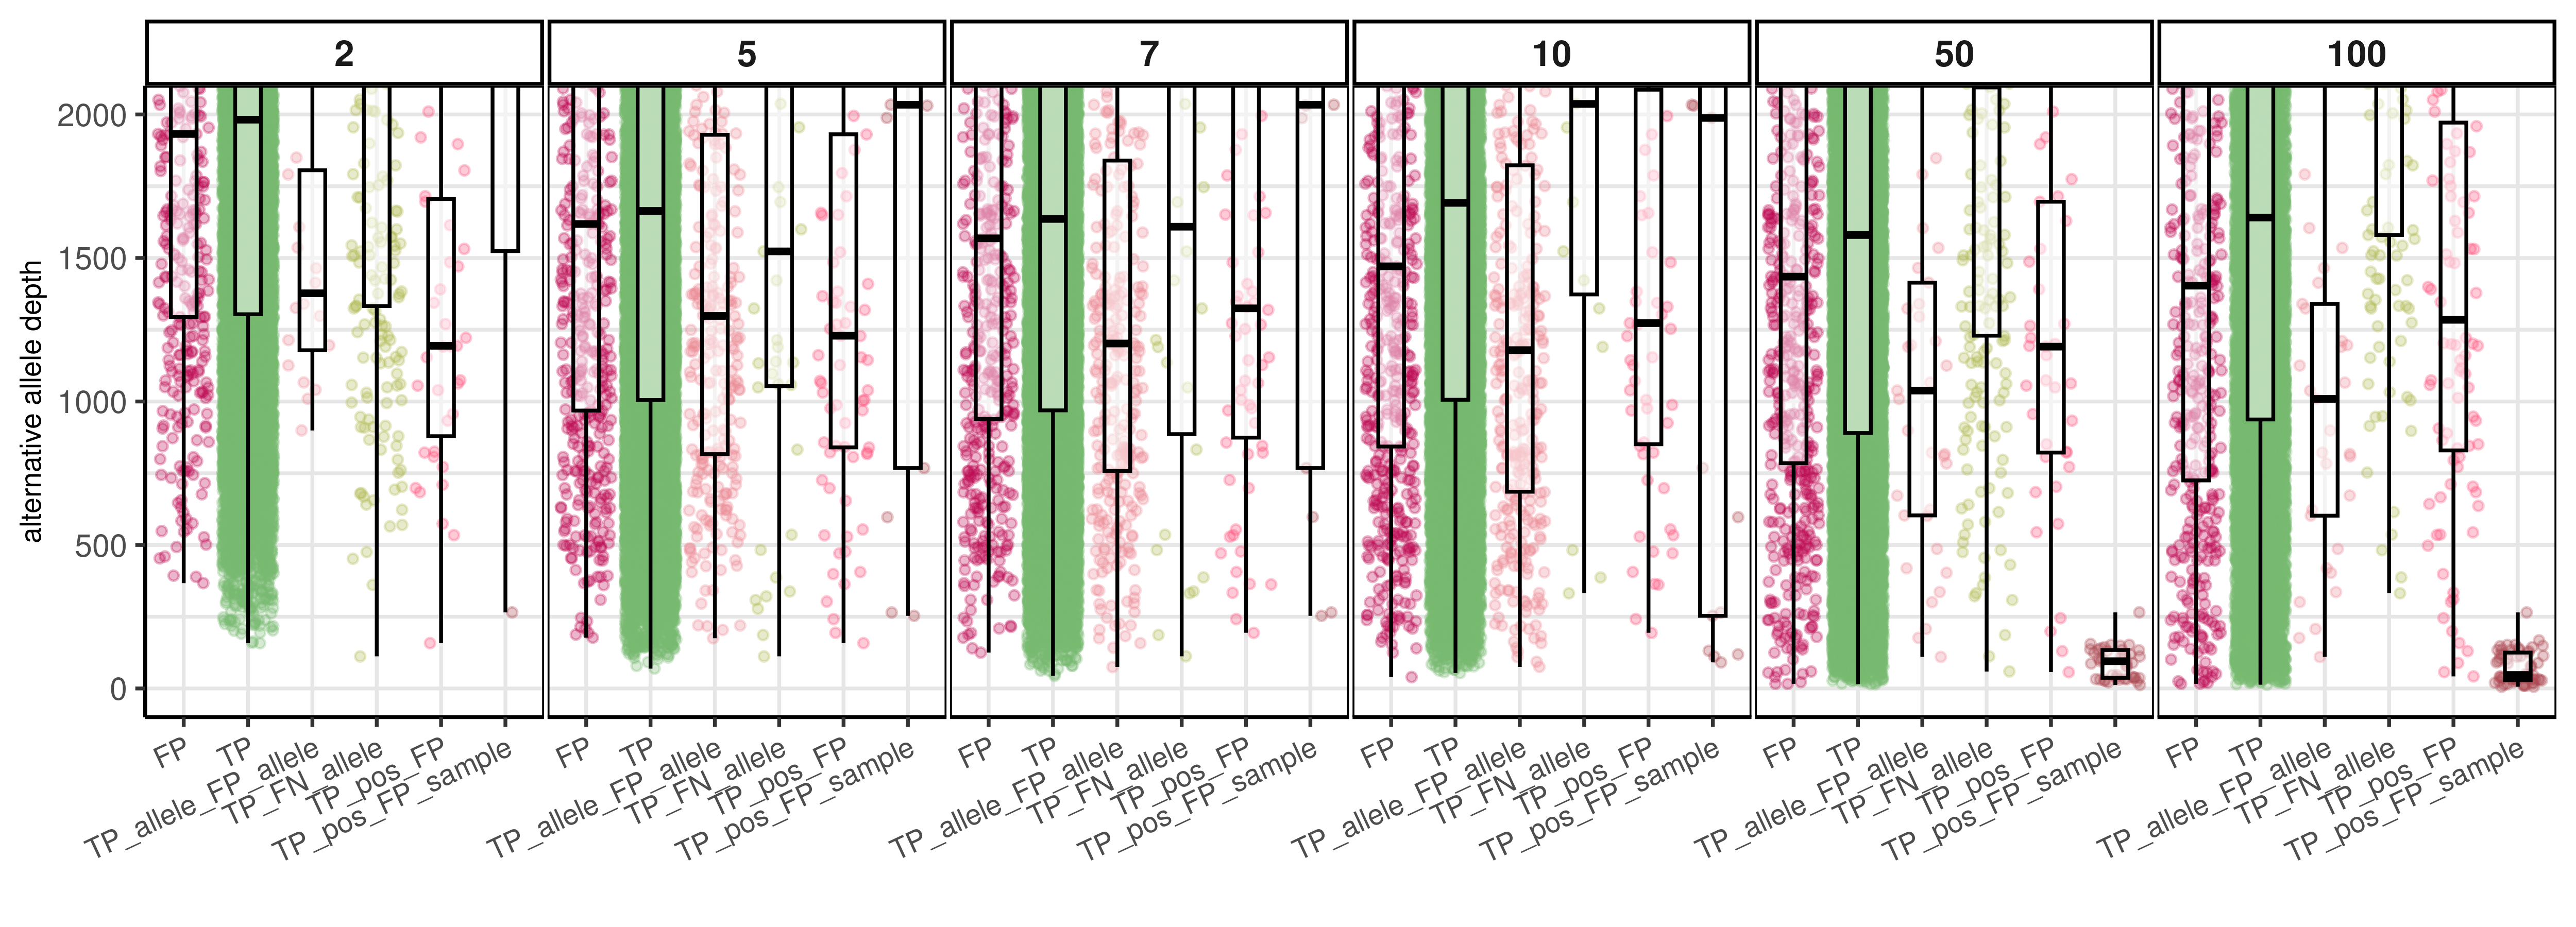 2 5 7 10 50 100
alternative allele depth
2000
1500
1000
500
0
FP TP TP_allele_FP_allele TP_FN_allele TP_pos_FP TP_pos_FP_sample
FP TP TP_allele_FP_allele TP_FN_allele TP_pos_FP TP_pos_FP_sample
FP TP TP_allele_FP_allele TP_FN_allele TP_pos_FP TP_pos_FP_sample
FP TP TP_allele_FP_allele TP_FN_allele TP_pos_FP TP_pos_FP_sample
FP TP TP_allele_FP_allele TP_FN_allele TP_pos_FP TP_pos_FP_sample
FP TP TP_allele_FP_allele TP_FN_allele TP_pos_FP TP_pos_FP_sample